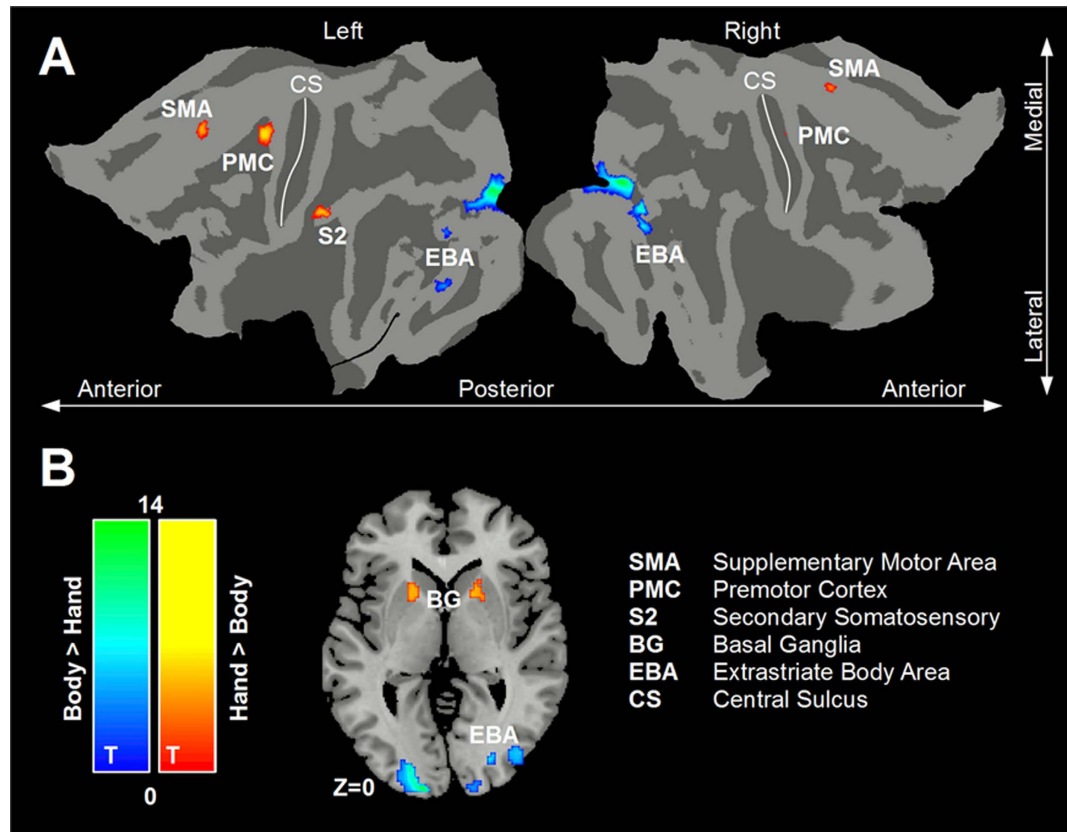 A
Left
Right
SMA
CS
PMC
S2
EBA
CS
SMA
PMC
EBA
Medial
Lateral
Anterior
Posterior
Anterior
B
14
Body > Hand
T
T
Hand > Body
0
BG
EBA
Z=0
SMA Supplementary Motor Area
PMC Premotor Cortex
S2 Secondary Somatosensory
BG Basal Ganglia
EBA Extrastriate Body Area
CS Central Sulcus